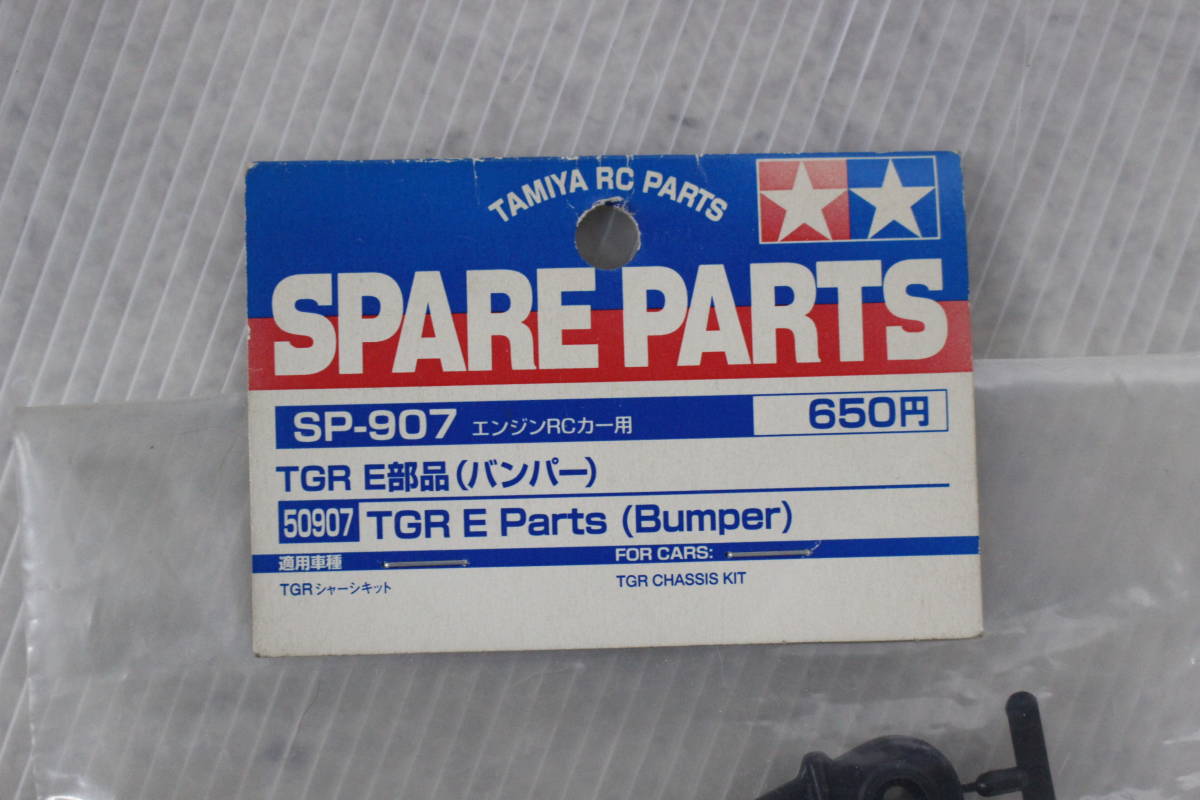 TAMIYA RC PARTS
SPARE PARTS
SP-907 エンジンRCカー用 650円
TGR E部品(バンパー)
50907 TGR E Parts (Bumper)
適用車種 FOR CARS:
TGRシャーシキット TGR CHASSIS KIT